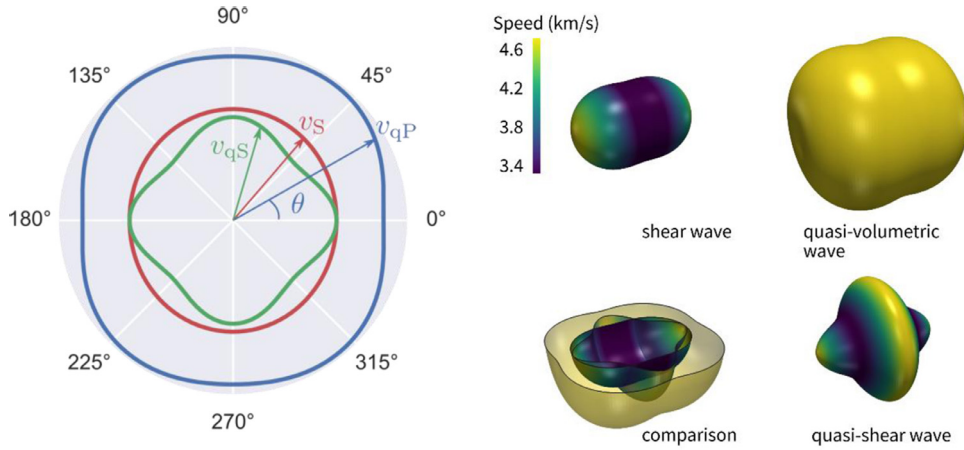 90°
135°
45°
v_S
v_qP
v_qS
θ
180°
0°
225°
315°
270°
Speed (km/s)
4.6
4.2
3.8
3.4
shear wave
quasi-volumetric
wave
comparison
quasi-shear wave